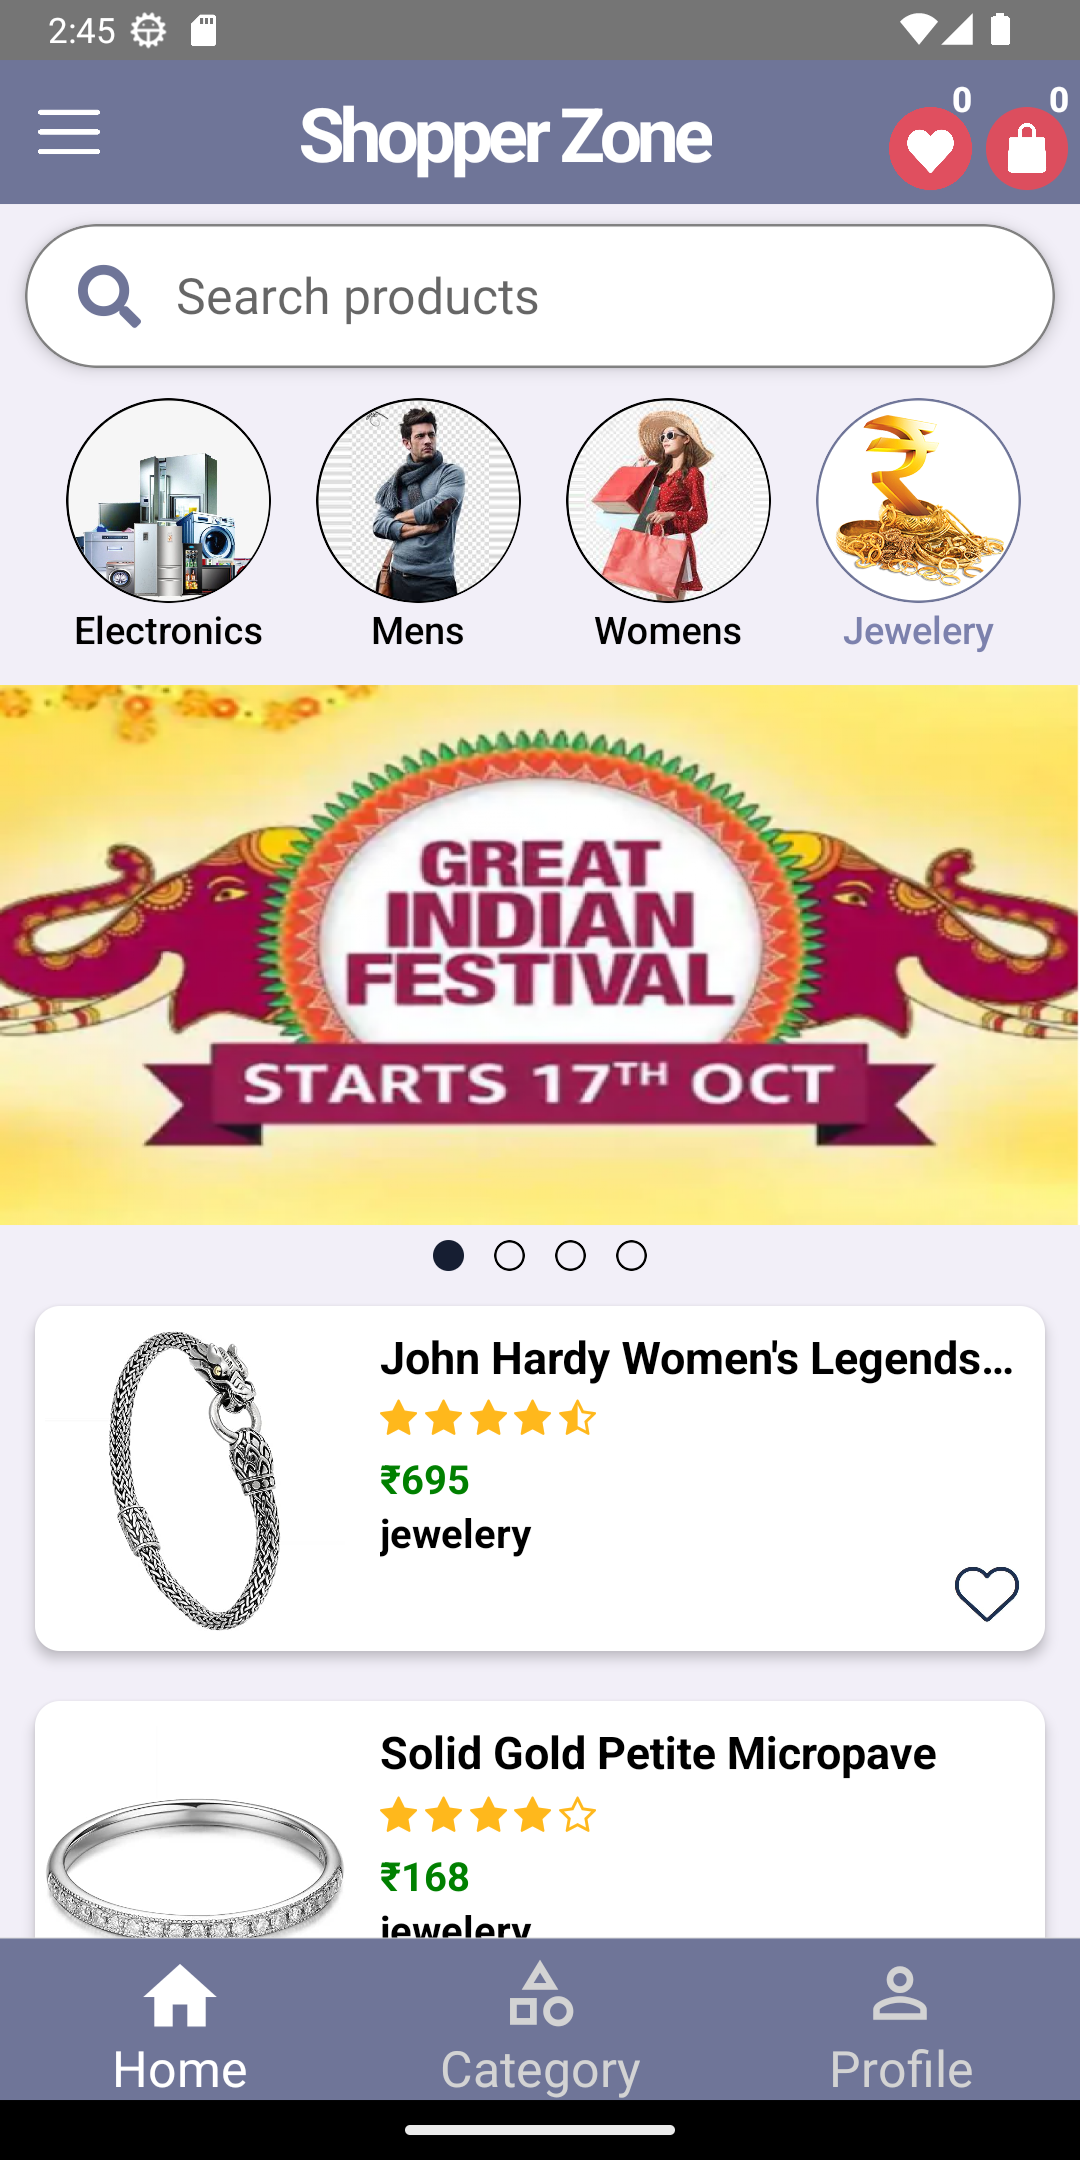 2:45
0
0
Shopper Zone
Search products
Electronics
Mens
Womens
Jewelery
GREAT
INDIAN
FESTIVAL
STARTS 17TH OCT
John Hardy Women's Legends...
₹695
jewelery
Solid Gold Petite Micropave
₹168
jewelery
Home
Category
Profile